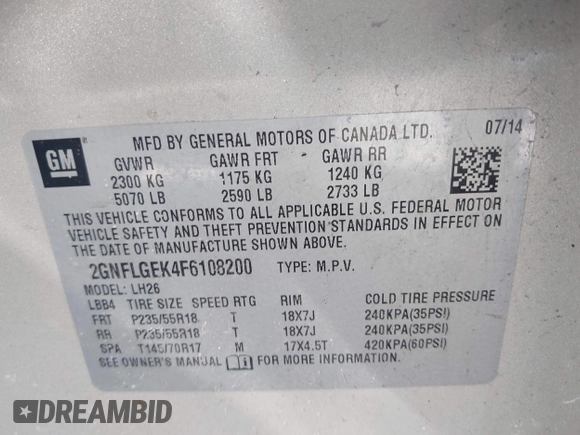 MFD BY GENERAL MOTORS OF CANADA LTD. 07/14
GM
GVWR GAWR FRT GAWR RR
2300 KG 1175 KG 1240 KG
5070 LB 2590 LB 2733 LB
THIS VEHICLE CONFORMS TO ALL APPLICABLE U.S. FEDERAL MOTOR
VEHICLE SAFETY AND THEFT PREVENTION STANDARDS IN EFFECT ON
THE DATE OF MANUFACTURE SHOWN ABOVE.
2GNFLGEK4F6108200 TYPE: M.P.V.
MODEL: LH26
LBB4 TIRE SIZE SPEED RTG RIM COLD TIRE PRESSURE
FRT P235/55R18 T 18X7J 240KPA(35PSI)
RR P235/55R18 T 18X7J 240KPA(35PSI)
SPA T145/70R17 M 17X4.5T 420KPA(60PSI)
SEE OWNER'S MANUAL FOR MORE INFORMATION
DREAMBID